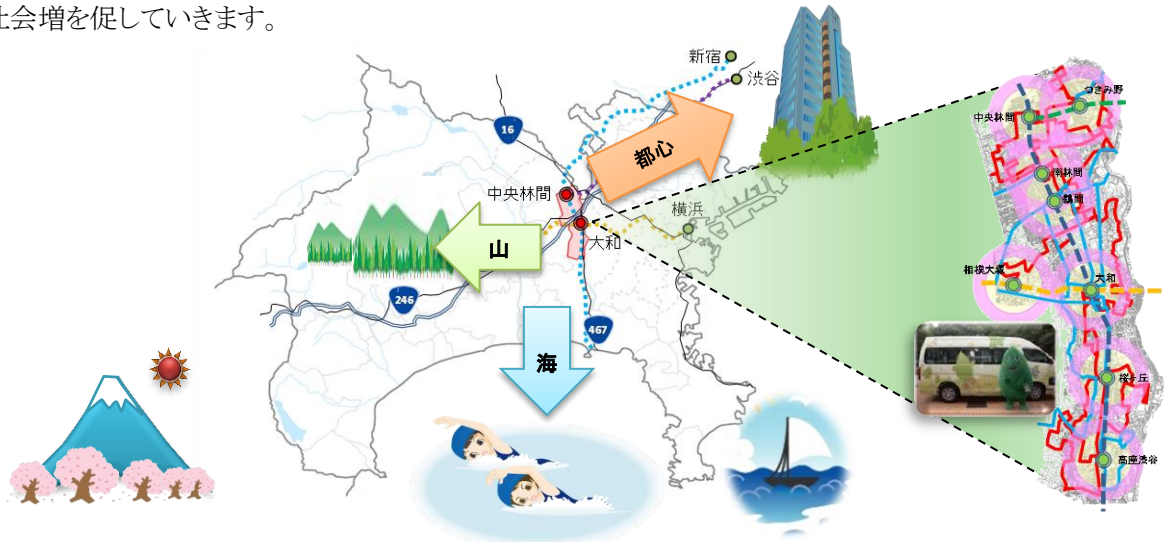 社会増を促していきます。
新宿
渋谷
16
都心
中央林間
横浜
大和
山
246
467
海
つきみ野
中央林間
南林間
鶴間
相模大塚
大和
桜ヶ丘
高座渋谷